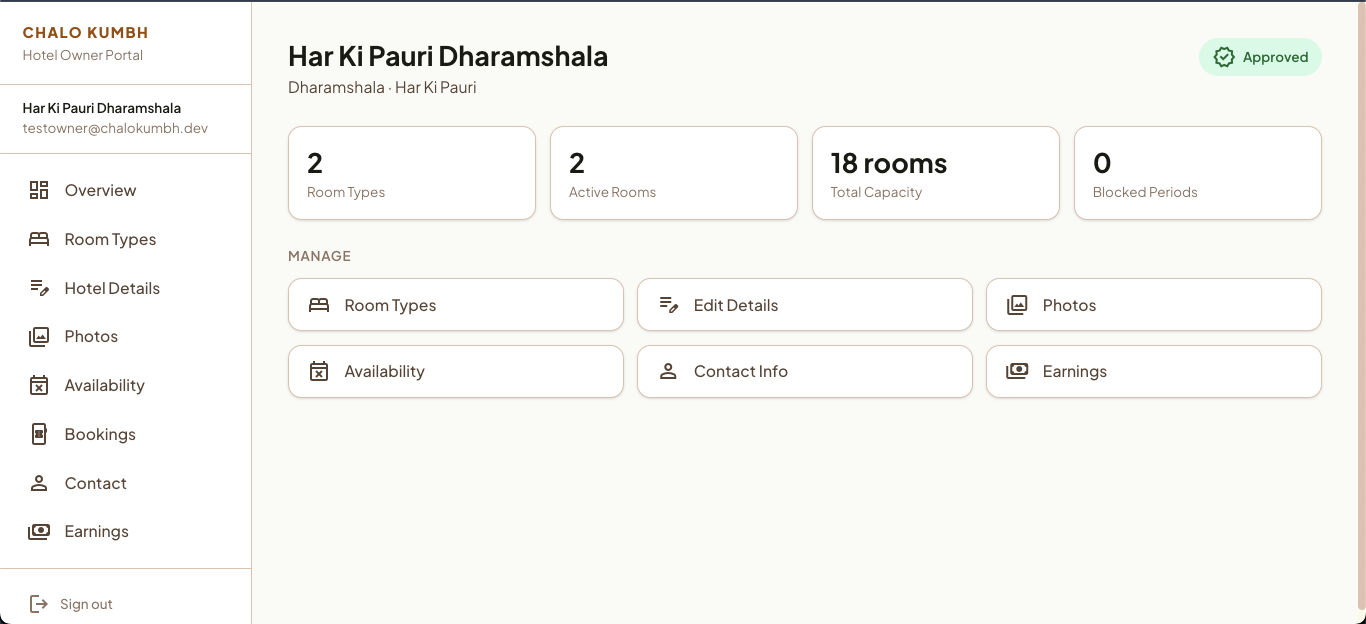 CHALO KUMBH
Hotel Owner Portal
Har Ki Pauri Dharamshala
testowner@chalokumbh.dev
Overview
Room Types
Hotel Details
Photos
Availability
Bookings
Contact
Earnings
Sign out
Har Ki Pauri Dharamshala
Approved
Dharamshala · Har Ki Pauri
2
Room Types
2
Active Rooms
18 rooms
Total Capacity
0
Blocked Periods
MANAGE
Room Types
Edit Details
Photos
Availability
Contact Info
Earnings